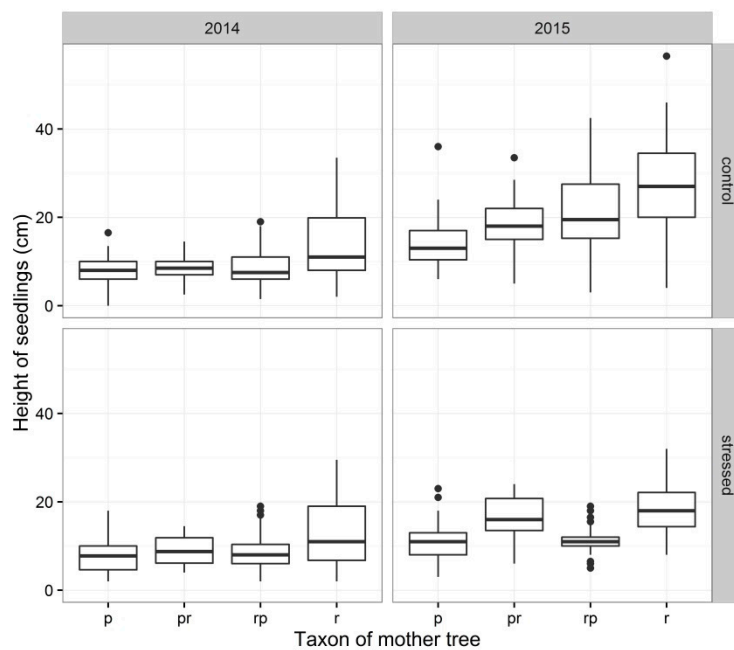 2014
2015
40
20
0
control
40
20
0
stressed
Height of seedlings (cm)
p pr rp r
p pr rp r
Taxon of mother tree